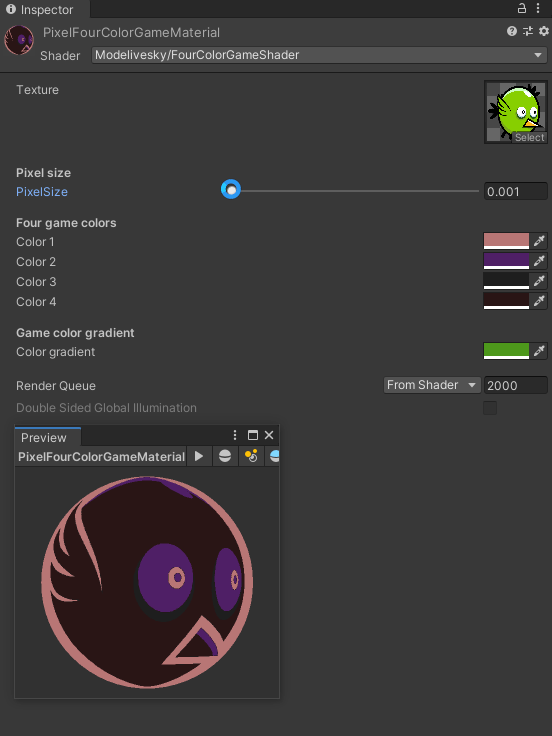 Inspector
PixelFourColorGameMaterial
Shader
Modelivesky/FourColorGameShader
Texture
Select
Pixel size
PixelSize
0.001
Four game colors
Color 1
Color 2
Color 3
Color 4
Game color gradient
Color gradient
Render Queue
From Shader
2000
Double Sided Global Illumination
Preview
PixelFourColorGameMaterial